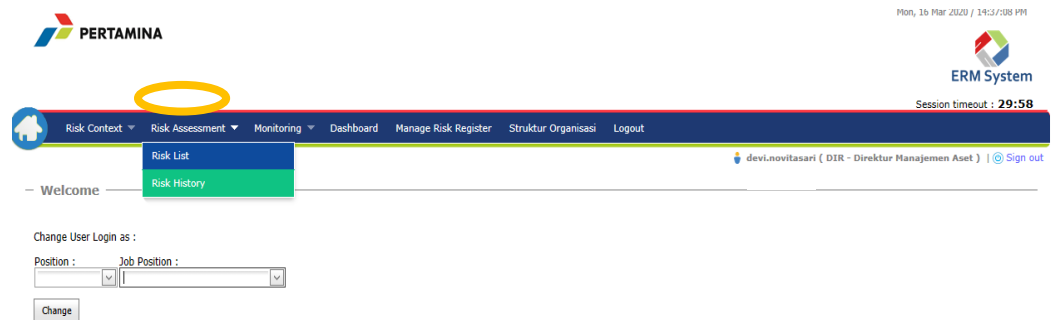 Mon, 16 Mar 2020 / 14:37:08 PM
PERTAMINA
ERM System
Session timeout : 29:58
Risk Context Risk Assessment Monitoring Dashboard Manage Risk Register Struktur Organisasi Logout
Risk List
Risk History
devi.novitasari ( DIR - Direktur Manajemen Aset ) | Sign out
Welcome
Change User Login as :
Position : Job Position :
Change